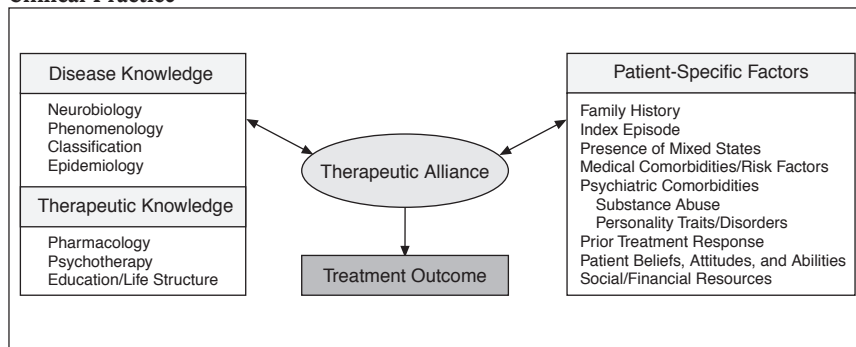 Disease Knowledge
Neurobiology
Phenomenology
Classification
Epidemiology
Therapeutic Knowledge
Pharmacology
Psychotherapy
Education/Life Structure
Therapeutic Alliance
Treatment Outcome
Patient-Specific Factors
Family History
Index Episode
Presence of Mixed States
Medical Comorbidities/Risk Factors
Psychiatric Comorbidities
Substance Abuse
Personality Traits/Disorders
Prior Treatment Response
Patient Beliefs, Attitudes, and Abilities
Social/Financial Resources